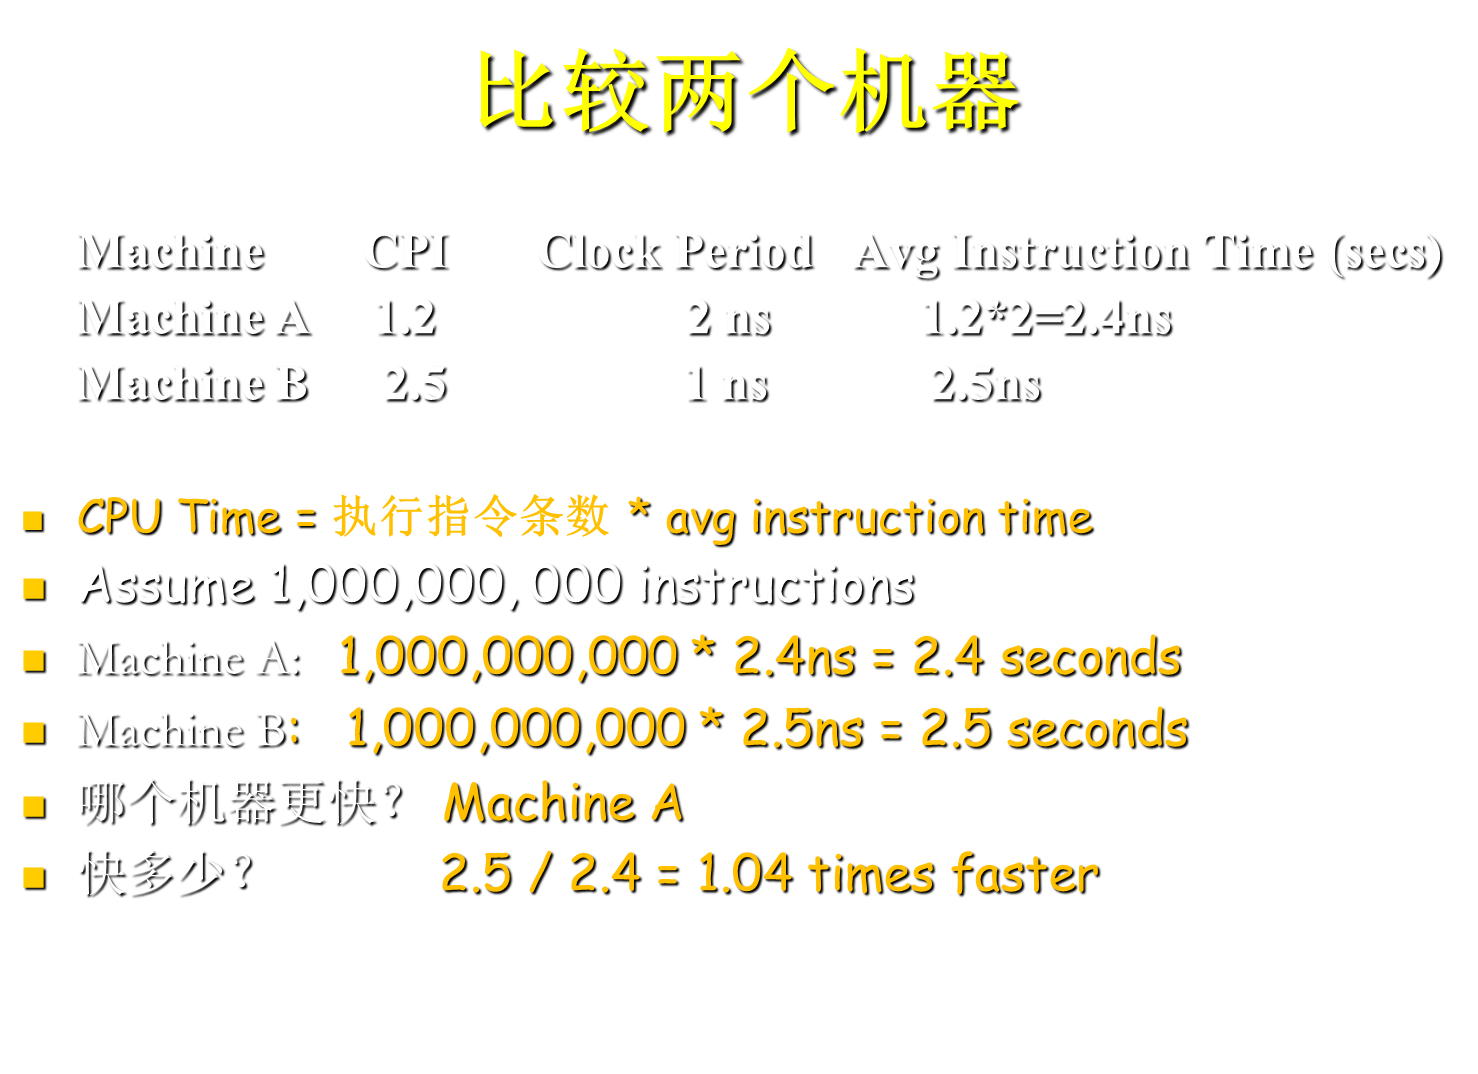 比较两个机器
Machine CPI Clock Period Avg Instruction Time (secs)
Machine A 1.2 2 ns 1.2*2=2.4ns
Machine B 2.5 1 ns 2.5ns
CPU Time = 执行指令条数 * avg instruction time
Assume 1,000,000, 000 instructions
Machine A: 1,000,000,000 * 2.4ns = 2.4 seconds
Machine B: 1,000,000,000 * 2.5ns = 2.5 seconds
哪个机器更快？ Machine A
快多少？ 2.5 / 2.4 = 1.04 times faster